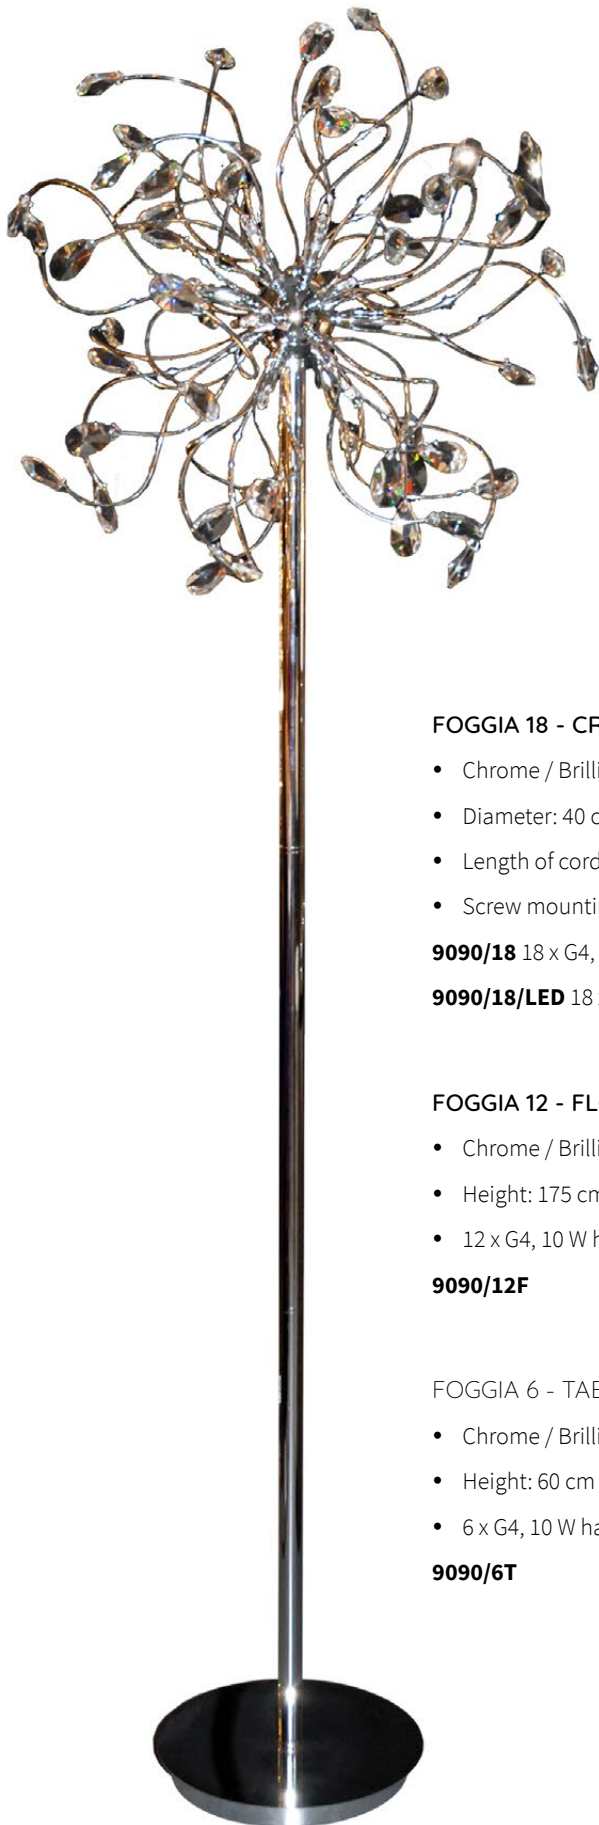 FOGGIA 18 - CR
• Chrome / Brilli
• Diameter: 40 c
• Length of cord
• Screw mounti
9090/18 18 x G4,
9090/18/LED 18
FOGGIA 12 - FL
• Chrome / Brilli
• Height: 175 cm
• 12 x G4, 10 W h
9090/12F
FOGGIA 6 - TAB
• Chrome / Brilli
• Height: 60 cm
• 6 x G4, 10 W ha
9090/6T